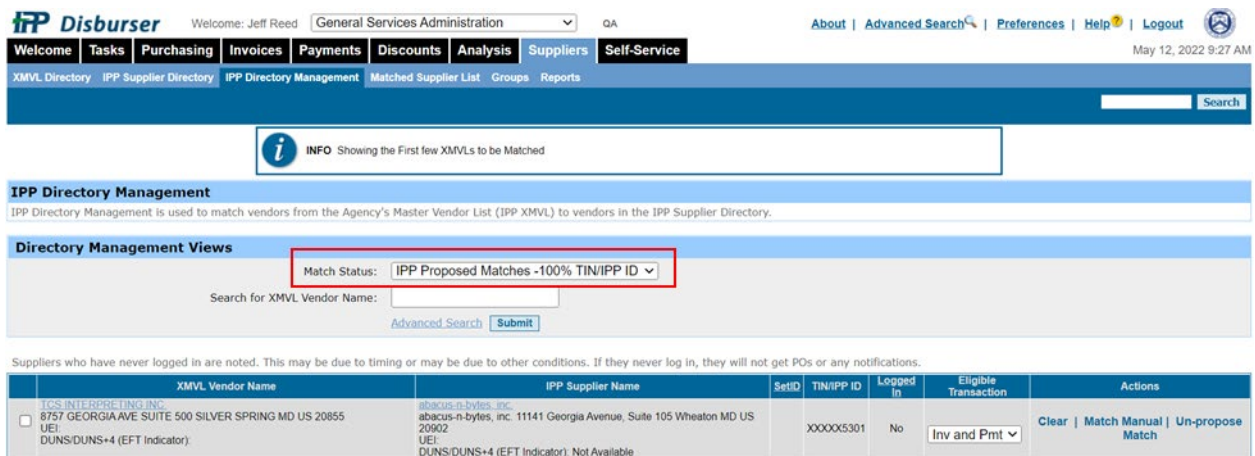 IPP Disburser Welcome: Jeff Reed General Services Administration QA About | Advanced Search | Preferences | Help | Logout
Welcome Tasks Purchasing Invoices Payments Discounts Analysis Suppliers Self-Service May 12, 2022 9:27 AM
XMVL Directory IPP Supplier Directory IPP Directory Management Matched Supplier List Groups Reports
Search
i INFO Showing the First few XMVLs to be Matched
IPP Directory Management
IPP Directory Management is used to match vendors from the Agency's Master Vendor List (IPP XMVL) to vendors in the IPP Supplier Directory.
Directory Management Views
Match Status: IPP Proposed Matches -100% TIN/IPP ID
Search for XMVL Vendor Name:
Advanced Search Submit
Suppliers who have never logged in are noted. This may be due to timing or may be due to other conditions. If they never log in, they will not get POs or any notifications.
XMVL Vendor Name IPP Supplier Name SetID TIN/IPP ID Logged In Eligible Transaction Actions
TCS INTERPRETING INC.
8757 GEORGIA AVE SUITE 500 SILVER SPRING MD US 20855
UEI:
DUNS/DUNS+4 (EFT Indicator):
abacus-n-bytes, inc.
abacus-n-bytes, inc. 11141 Georgia Avenue, Suite 105 Wheaton MD US
20902
UEI:
DUNS/DUNS+4 (EFT Indicator): Not Available
XXXXX5301 No Inv and Pmt
Clear | Match Manual | Un-propose
Match